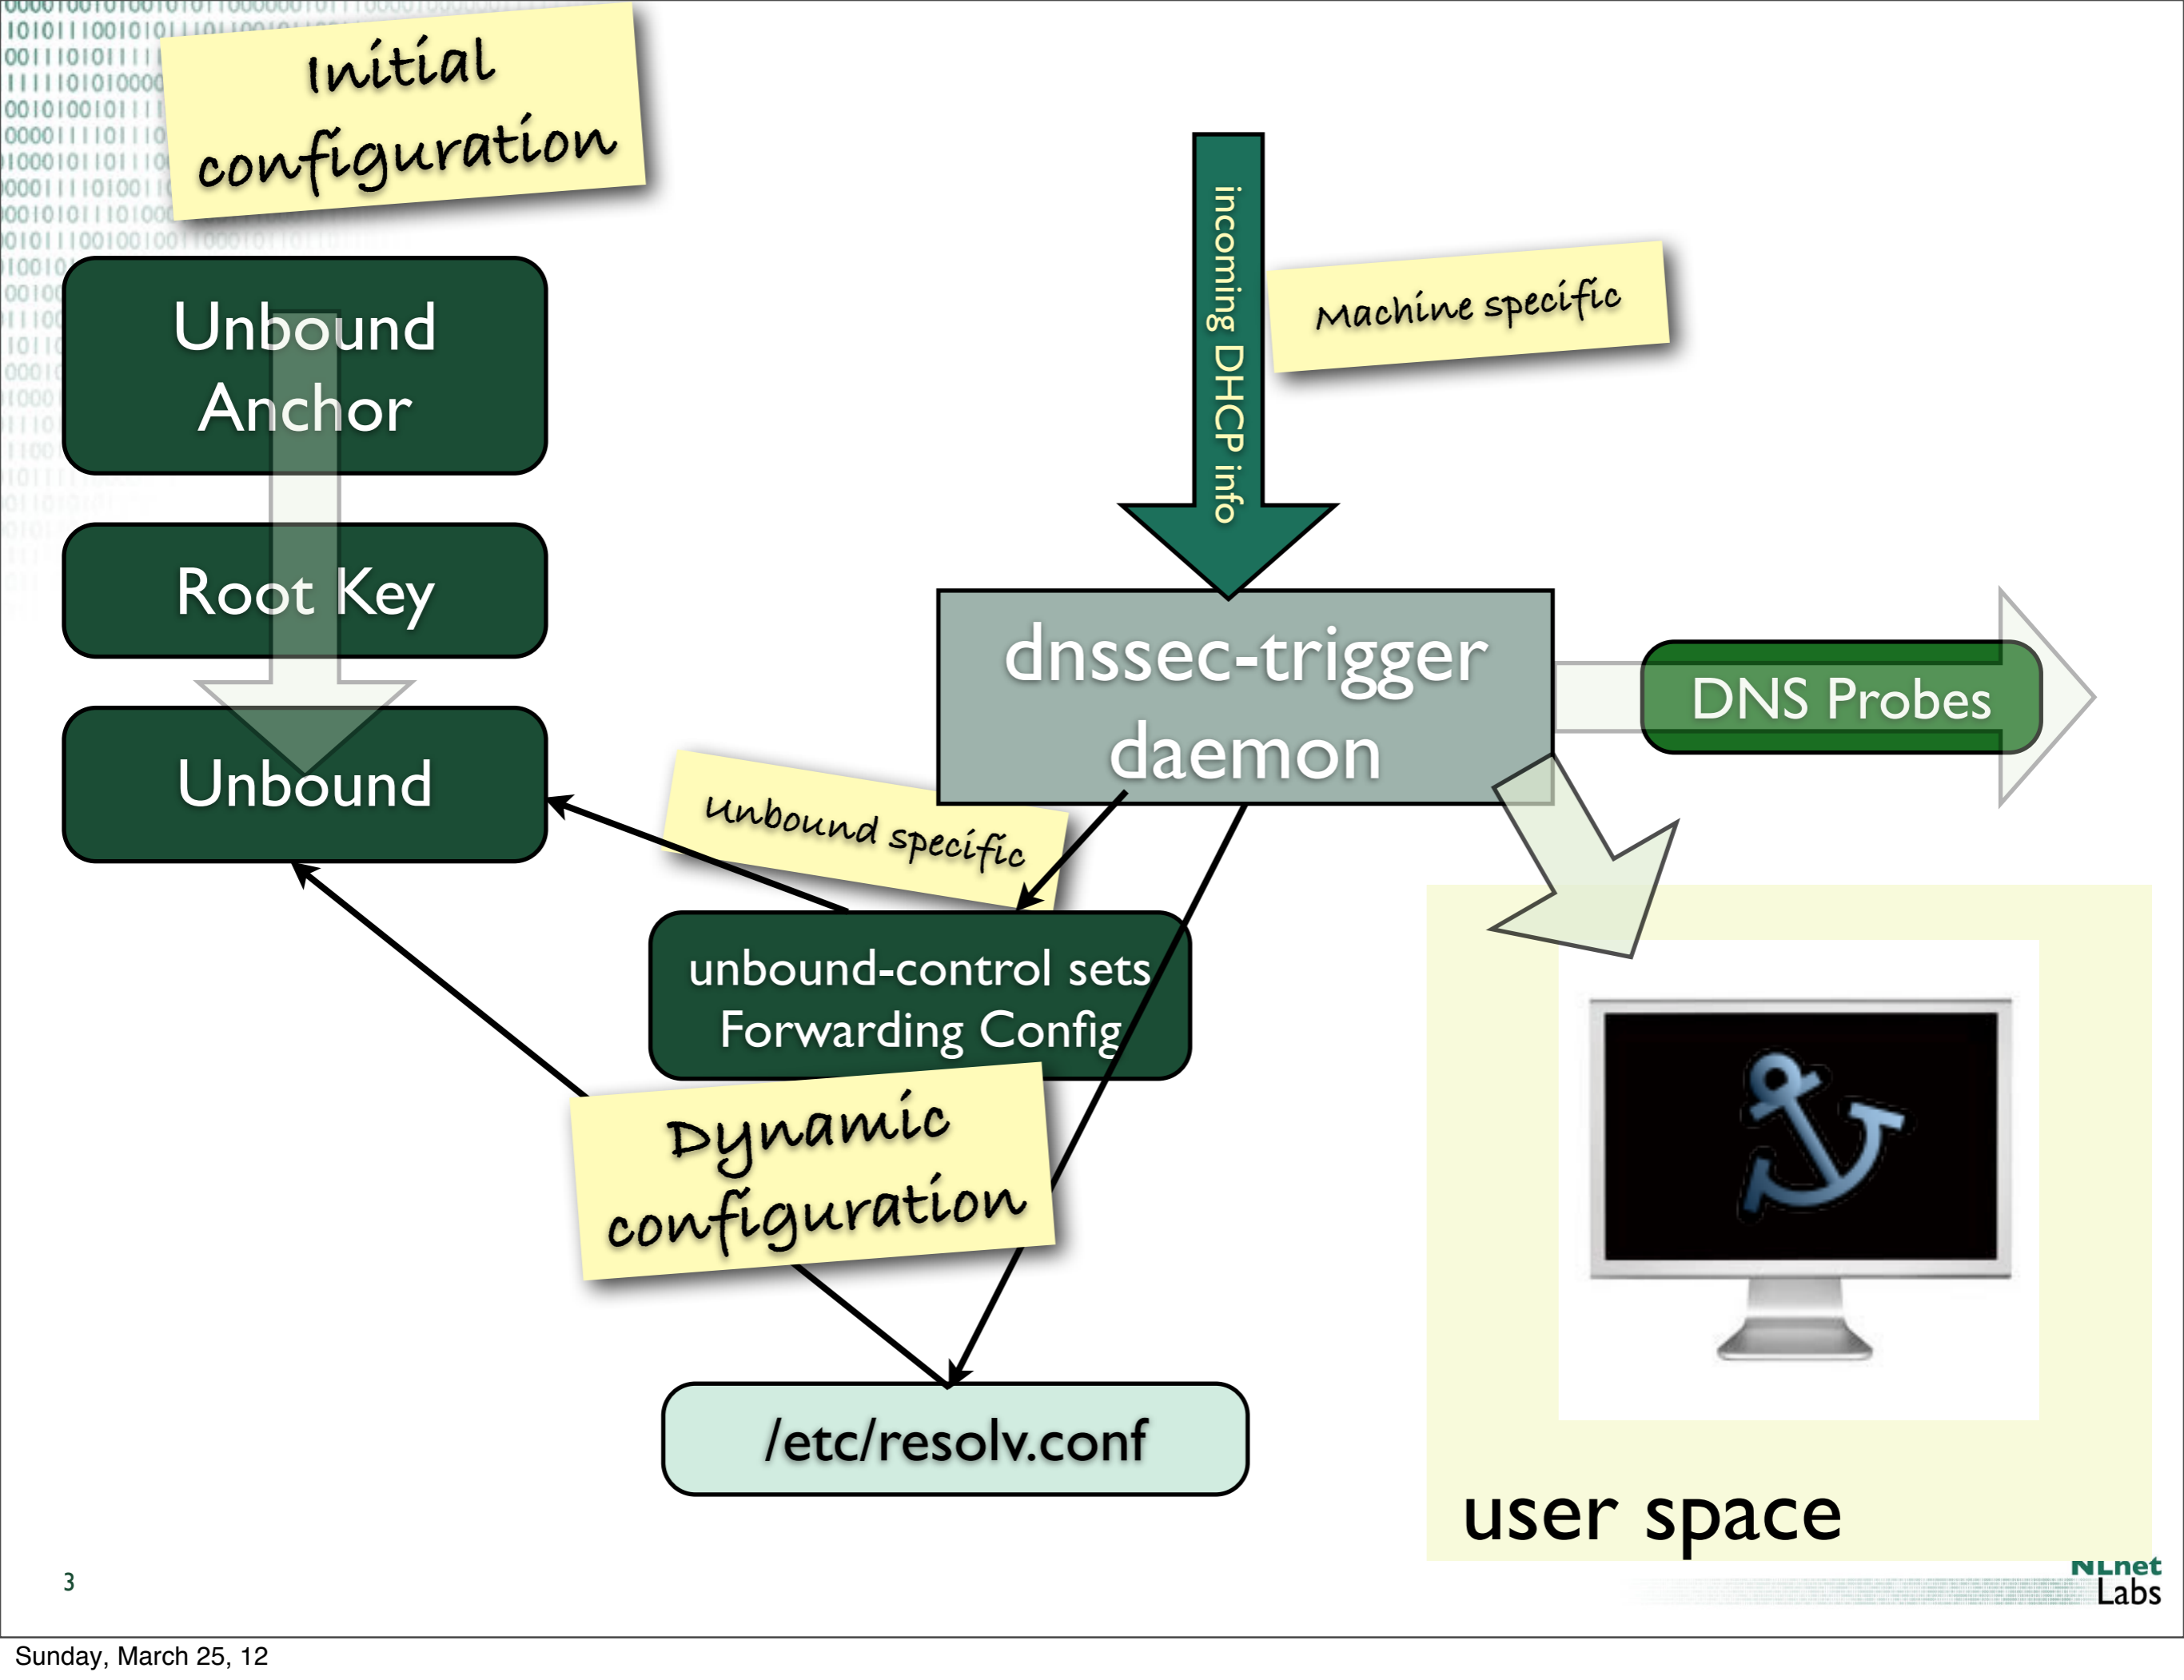 Initial
configuration
incoming DHCP info
Machine specific
Unbound
Anchor
Root Key
Unbound
dnssec-trigger
daemon
DNS Probes
Unbound specific
unbound-control sets
Forwarding Config
Dynamic
configuration
/etc/resolv.conf
user space
3
NLnet
Labs
Sunday, March 25, 12